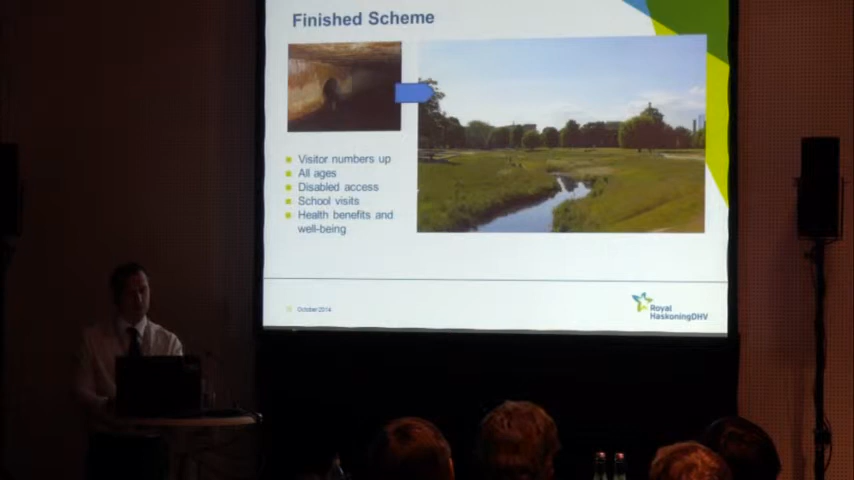 Finished Scheme
Visitor numbers up
All ages
Disabled access
School visits
Health benefits and
well-being
October 2014
Royal
HaskoningDHV